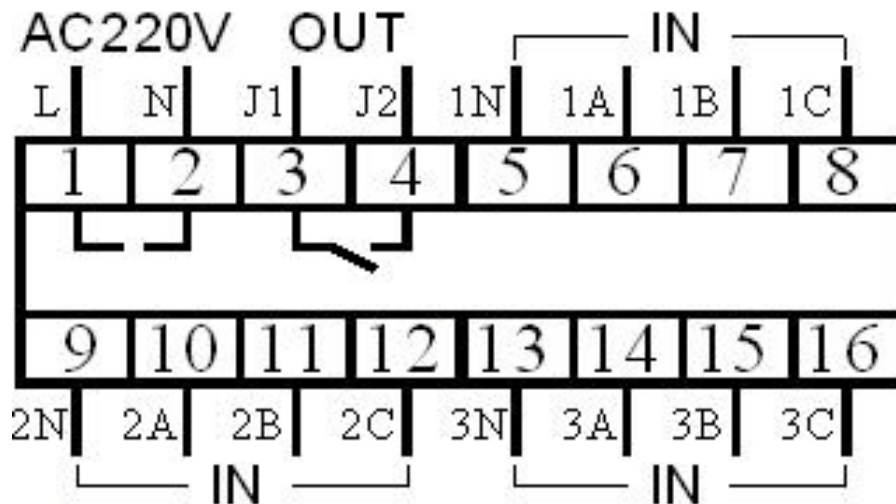 AC220V OUT IN
L N J1 J2 1N 1A 1B 1C
1 2 3 4 5 6 7 8
9 10 11 12 13 14 15 16
2N 2A 2B 2C 3N 3A 3B 3C
IN IN